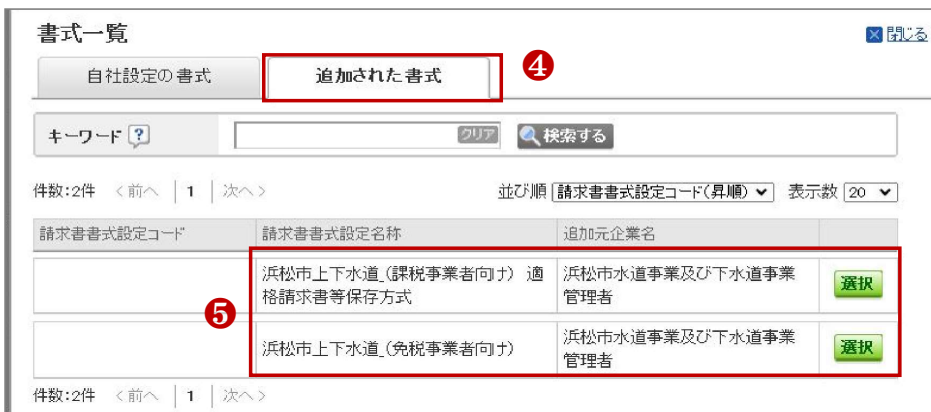 書式一覧
閉じる
自社設定の書式
追加された書式
❹
キーワード ?
クリア
検索する
件数:2件 <前へ | 1 | 次へ>
並び順 請求書書式設定コード(昇順) 表示数 20
請求書書式設定コード 請求書書式設定名称 追加元企業名
浜松市上下水道_(課税事業者向け) 適
格請求書等保存方式
浜松市水道事業及び下水道事業
管理者
選択
❺
浜松市上下水道_(免税事業者向け)
浜松市水道事業及び下水道事業
管理者
選択
件数:2件 <前へ | 1 | 次へ>